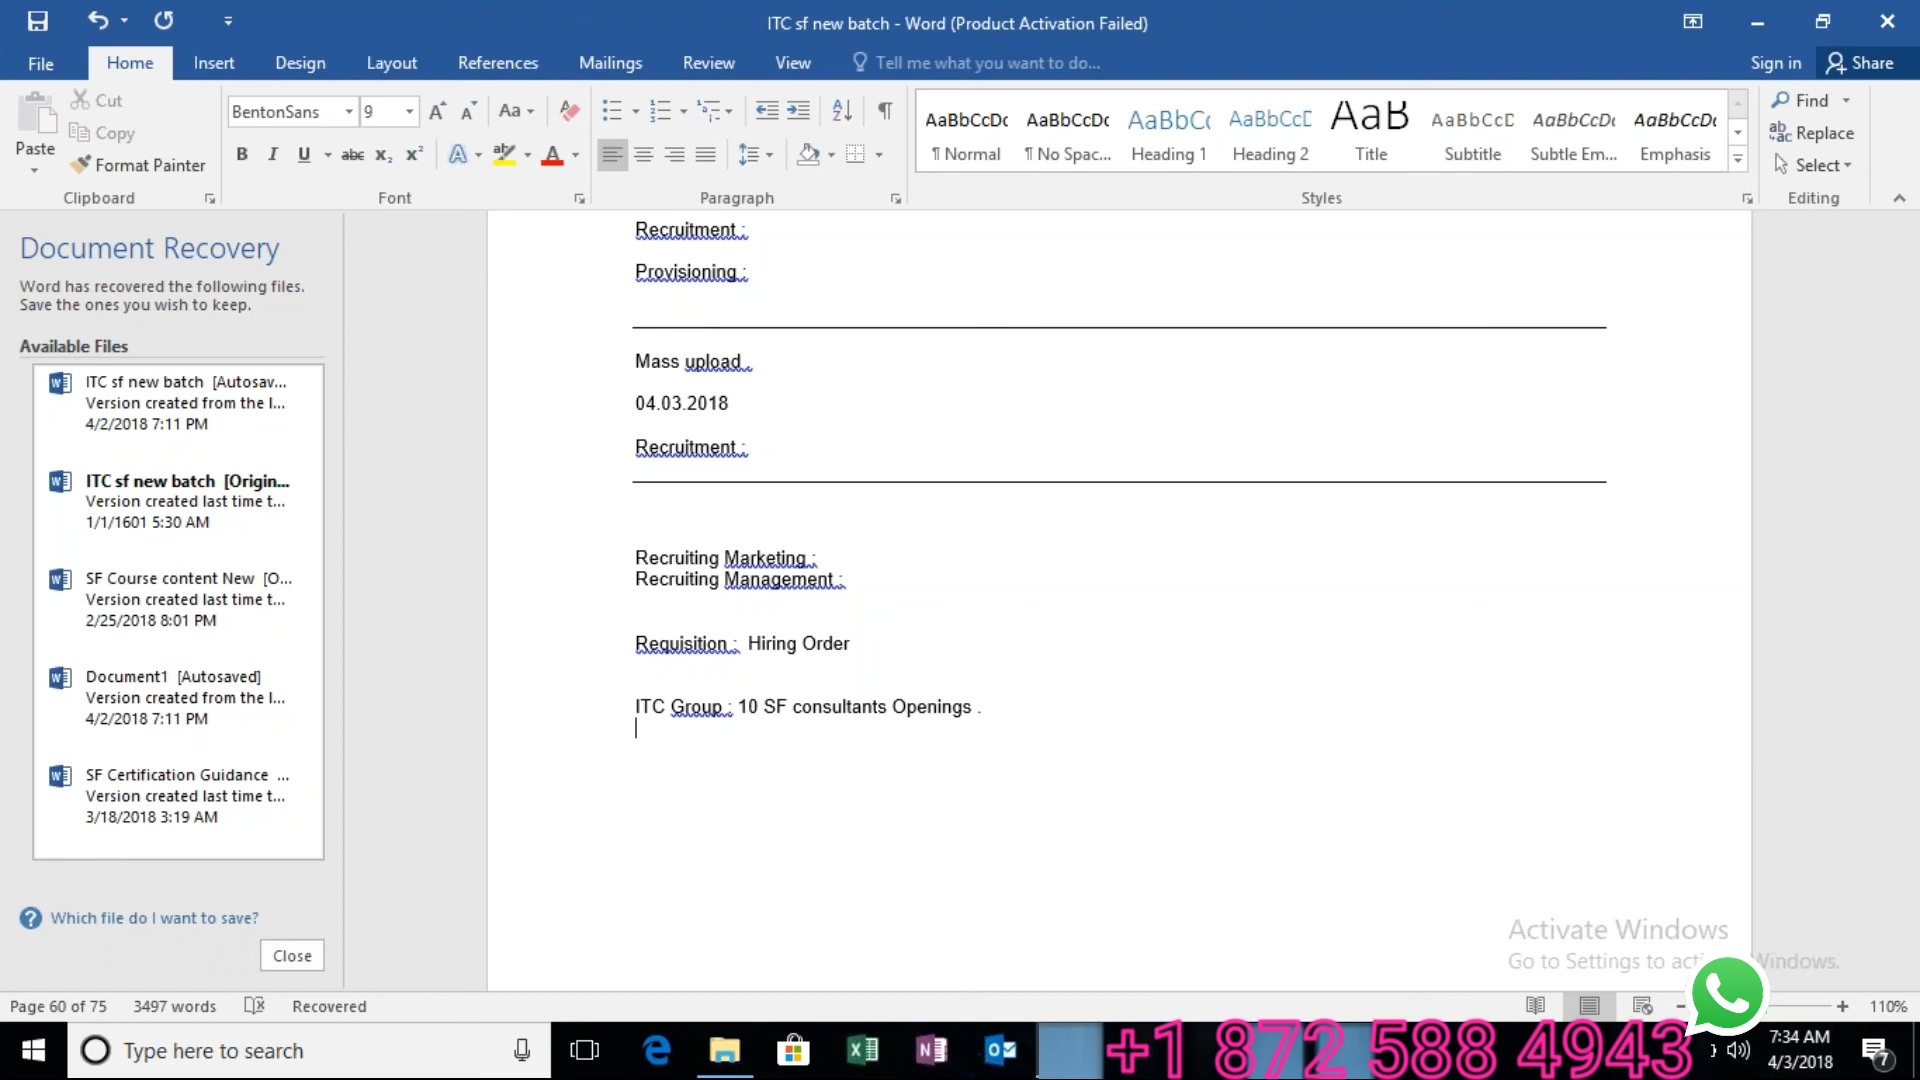 ITC sf new batch - Word (Product Activation Failed)
File Home Insert Design Layout References Mailings Review View Tell me what you want to do... Sign in Share
Paste Cut Copy Format Painter
BentonSans 9
AaBbCcDc AaBbCcDc AaBbCc AaBbCcD AaB AaBbCcD AaBbCcDc AaBbCcDc
¶ Normal ¶ No Spac... Heading 1 Heading 2 Title Subtitle Subtle Em... Emphasis
Find
Replace
Select
Clipboard Font Paragraph Styles Editing
Document Recovery
Word has recovered the following files.
Save the ones you wish to keep.
Available Files
ITC sf new batch [Autosav...
Version created from the l...
4/2/2018 7:11 PM
ITC sf new batch [Origin...
Version created last time t...
1/1/1601 5:30 AM
SF Course content New [O...
Version created last time t...
2/25/2018 8:01 PM
Document1 [Autosaved]
Version created from the l...
4/2/2018 7:11 PM
SF Certification Guidance ...
Version created last time t...
3/18/2018 3:19 AM
Which file do I want to save?
Close
Recruitment :
Provisioning :
Mass upload .
04.03.2018
Recruitment :
Recruiting Marketing :
Recruiting Management :
Requisition : Hiring Order
ITC Group : 10 SF consultants Openings .
Activate Windows
Go to Settings to acti Windows.
Page 60 of 75 3497 words Recovered 110%
Type here to search
+1 872 588 4943
7:34 AM
4/3/2018
7